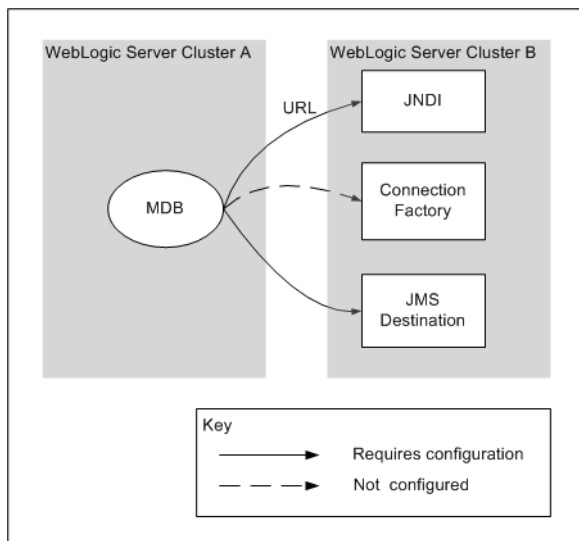 WebLogic Server Cluster A
WebLogic Server Cluster B
URL
JNDI
MDB
Connection
Factory
JMS
Destination
Key
Requires configuration
Not configured